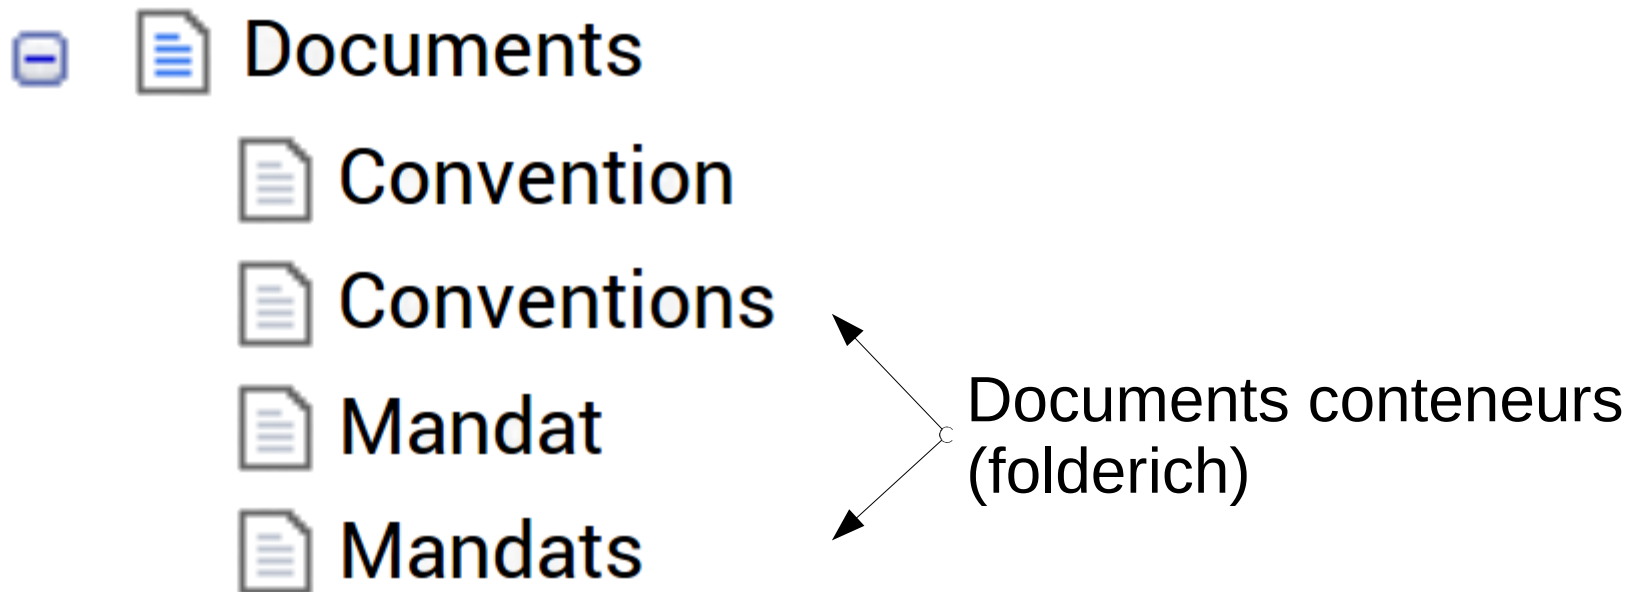 Documents
Convention
Conventions
Mandat
Mandats
Documents conteneurs
(folderich)